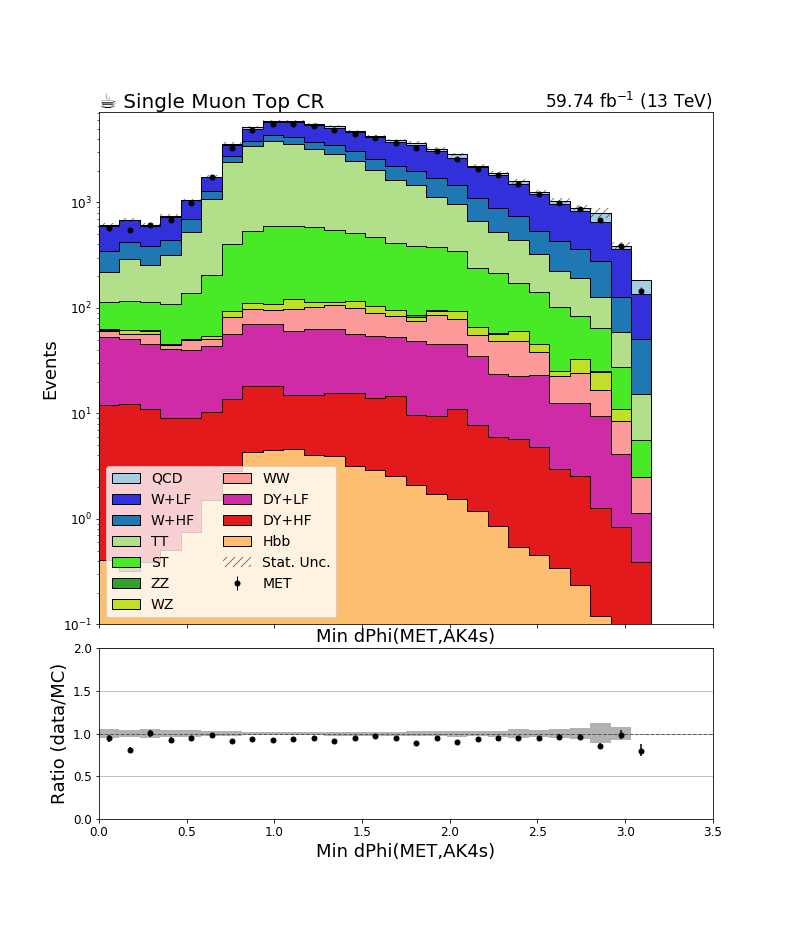 ☕ Single Muon Top CR
59.74 fb⁻¹ (13 TeV)
Events
10³
10²
10¹
10⁰
10⁻¹
QCD
W+LF
W+HF
TT
ST
ZZ
WZ
WW
DY+LF
DY+HF
Hbb
Stat. Unc.
MET
Min dPhi(MET,AK4s)
Ratio (data/MC)
2.0
1.5
1.0
0.5
0.0
0.0 0.5 1.0 1.5 2.0 2.5 3.0 3.5
Min dPhi(MET,AK4s)